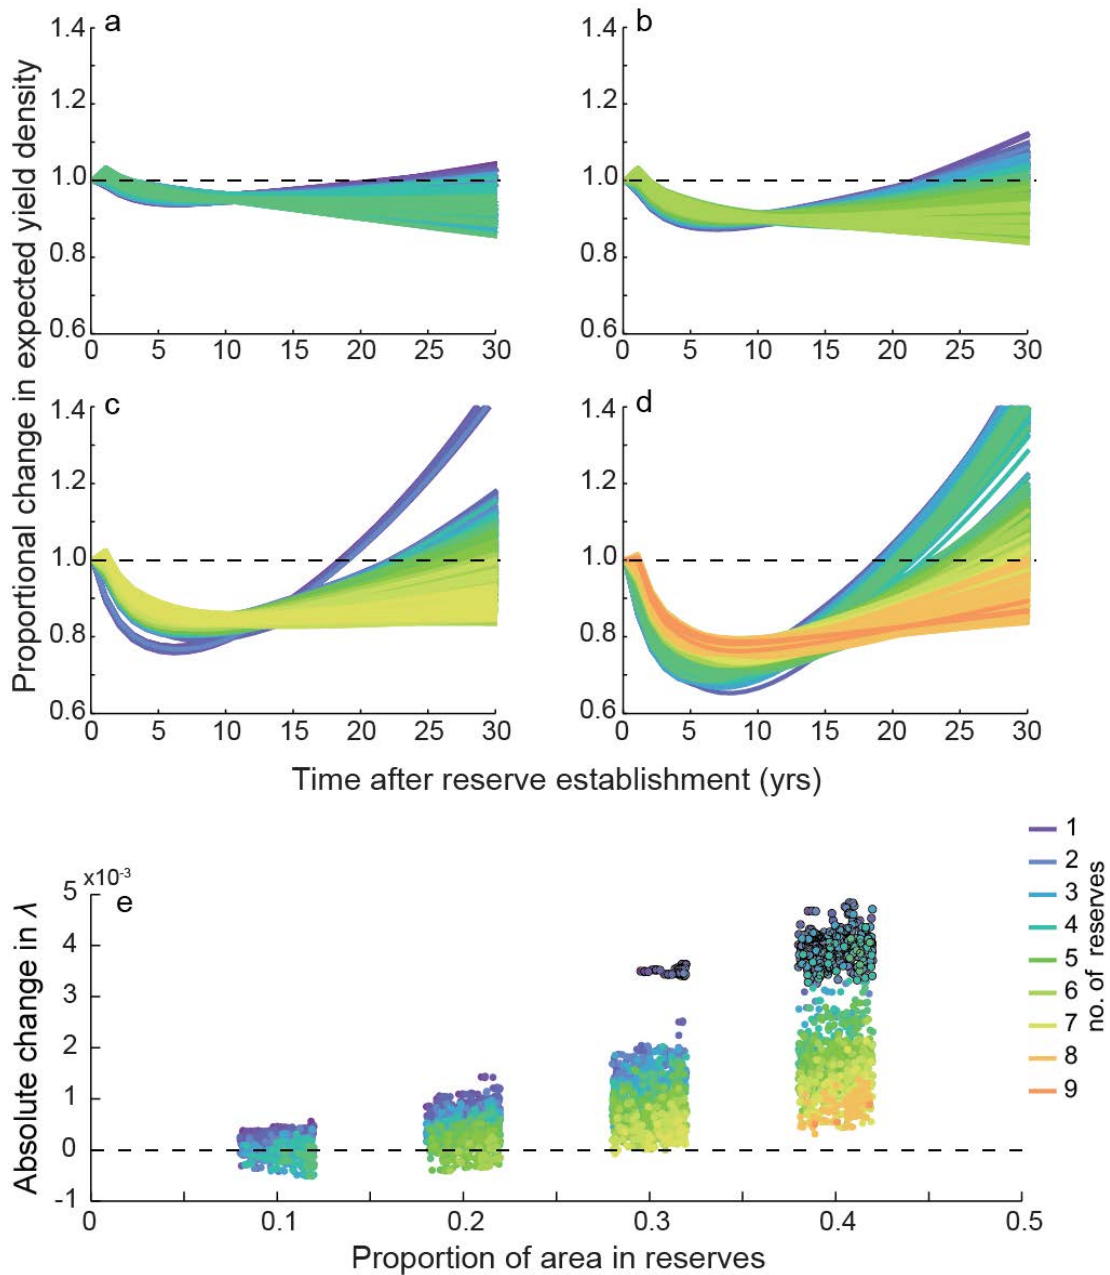 Proportional change in expected yield density
a
1.4
1.2
1.0
0.8
0.6
0 5 10 15 20 25 30
b
1.4
1.2
1.0
0.8
0.6
0 5 10 15 20 25 30
c
1.4
1.2
1.0
0.8
0.6
0 5 10 15 20 25 30
d
1.4
1.2
1.0
0.8
0.6
0 5 10 15 20 25 30
Time after reserve establishment (yrs)
Absolute change in λ
x10⁻³
e
5
4
3
2
1
0
-1
0 0.1 0.2 0.3 0.4 0.5
Proportion of area in reserves
1
2
3
4
5
6
7
8
9
no. of reserves